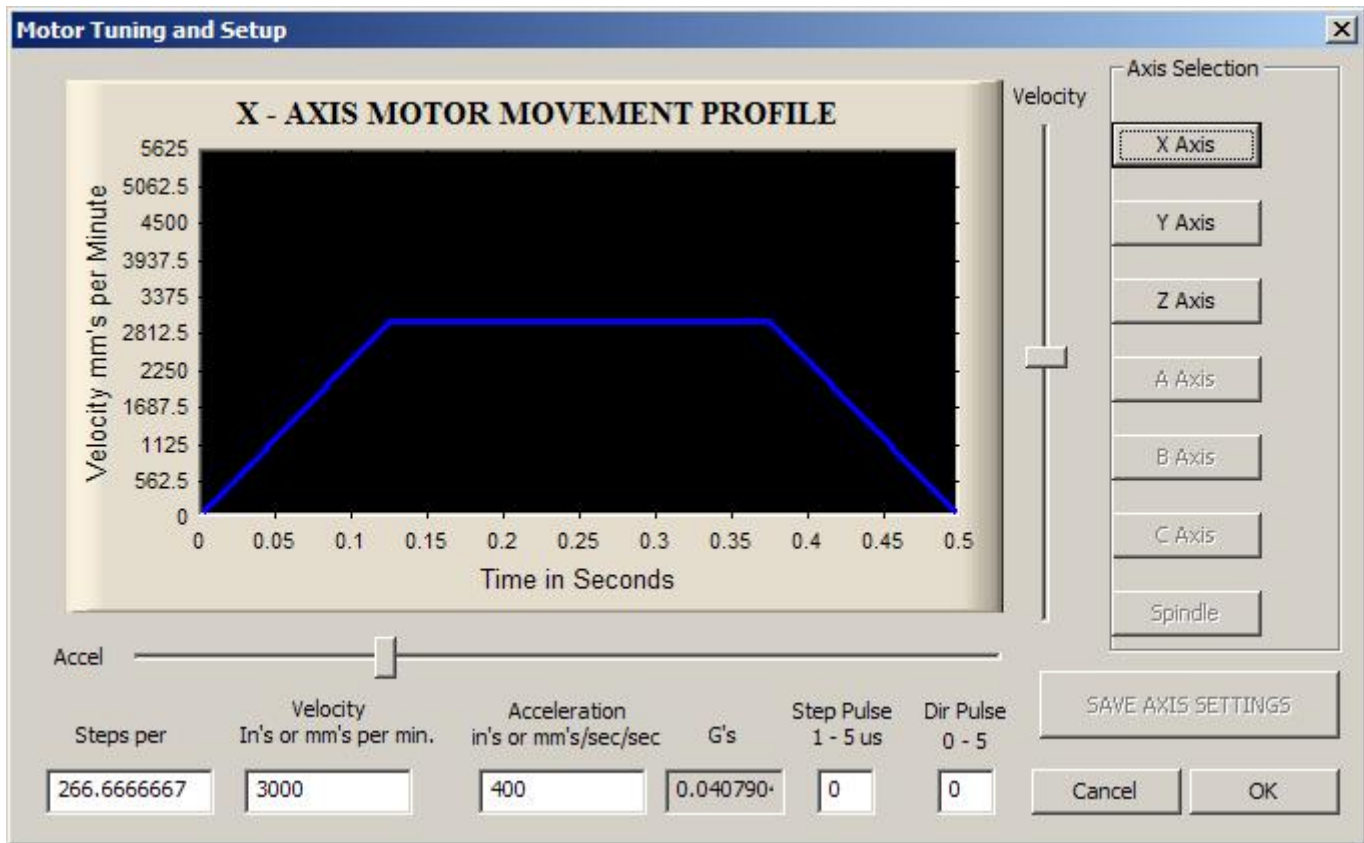 Motor Tuning and Setup
Axis Selection
Velocity
X - AXIS MOTOR MOVEMENT PROFILE
Velocity mm's per Minute
5625
5062.5
4500
3937.5
3375
2812.5
2250
1687.5
1125
562.5
0
0 0.05 0.1 0.15 0.2 0.25 0.3 0.35 0.4 0.45 0.5
Time in Seconds
X Axis
Y Axis
Z Axis
A Axis
B Axis
C Axis
Spindle
Accel
SAVE AXIS SETTINGS
Steps per
Velocity
In's or mm's per min.
Acceleration
in's or mm's/sec/sec
G's
Step Pulse
1 - 5 us
Dir Pulse
0 - 5
266.6666667 3000 400 0.040790 0 0
Cancel OK